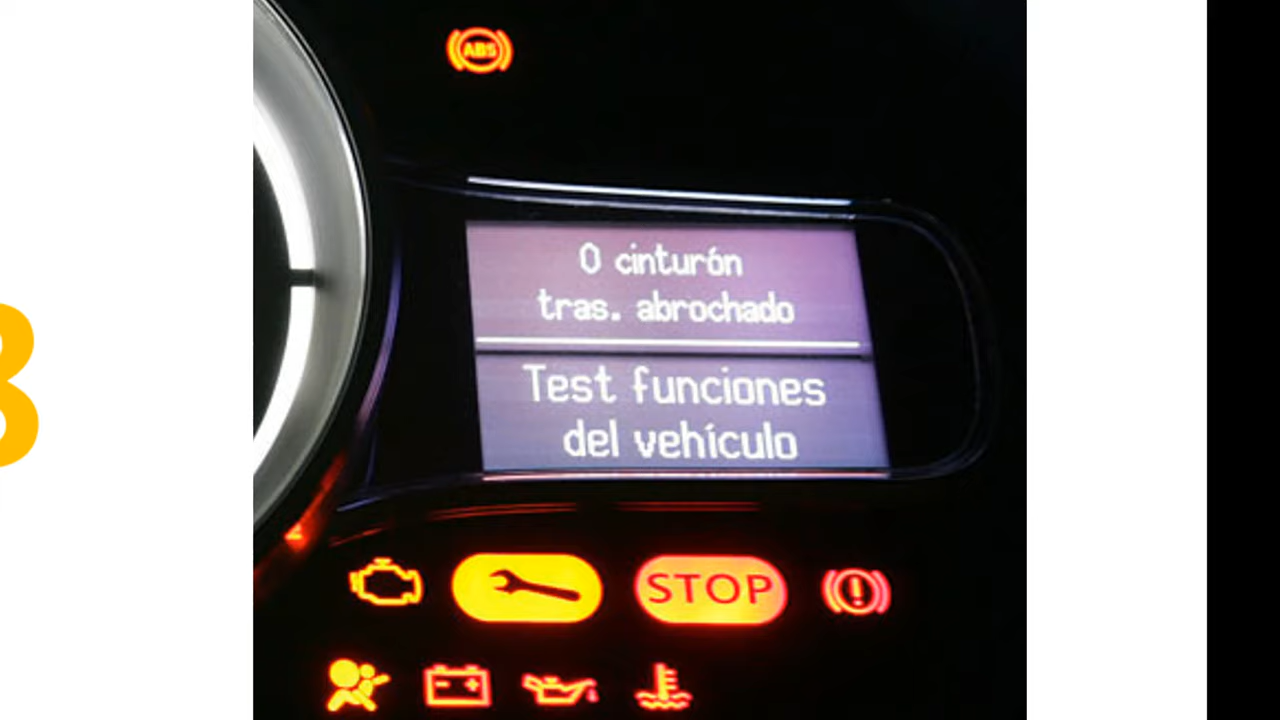 ABS
0 cinturón
tras. abrochado
Test funciones
del vehículo
STOP